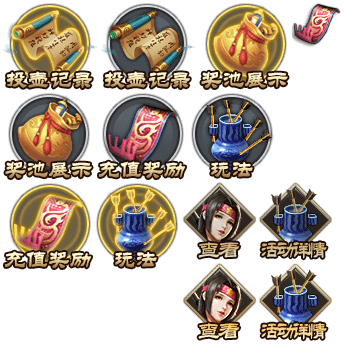 投壶记录
投壶记录
奖池展示
奖池展示
充值奖励
玩法
充值奖励
玩法
查看
活动详情
查看
活动详情